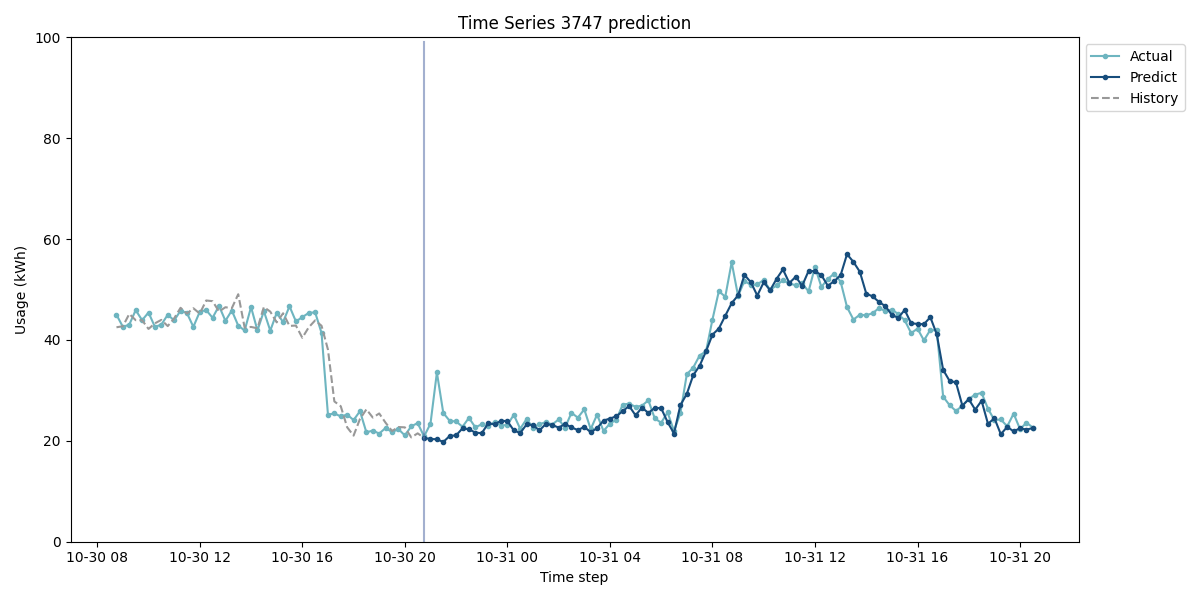 Time Series 3747 prediction
Actual
Predict
History
Usage (kWh)
100
80
60
40
20
0
10-30 08 10-30 12 10-30 16 10-30 20 10-31 00 10-31 04 10-31 08 10-31 12 10-31 16 10-31 20
Time step